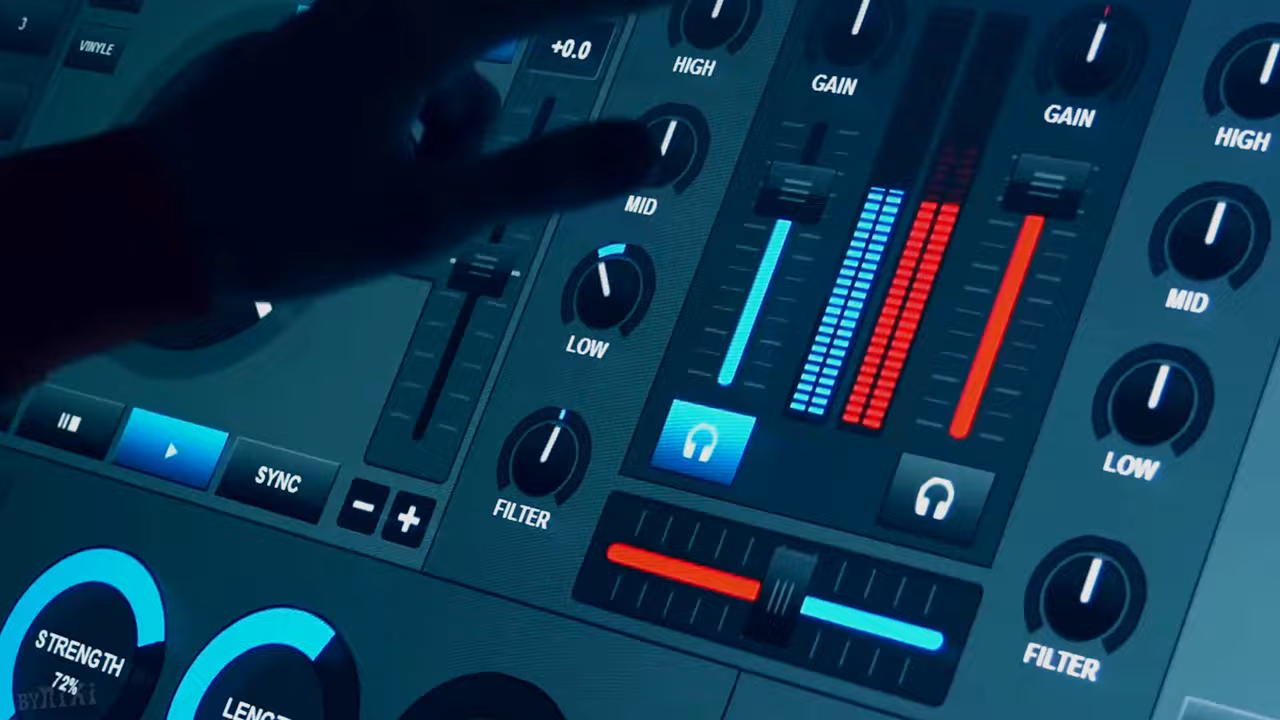 3
VINYLE
+0.0
HIGH
MID
LOW
FILTER
GAIN
GAIN
HIGH
MID
LOW
FILTER
SYNC
STRENGTH
72%